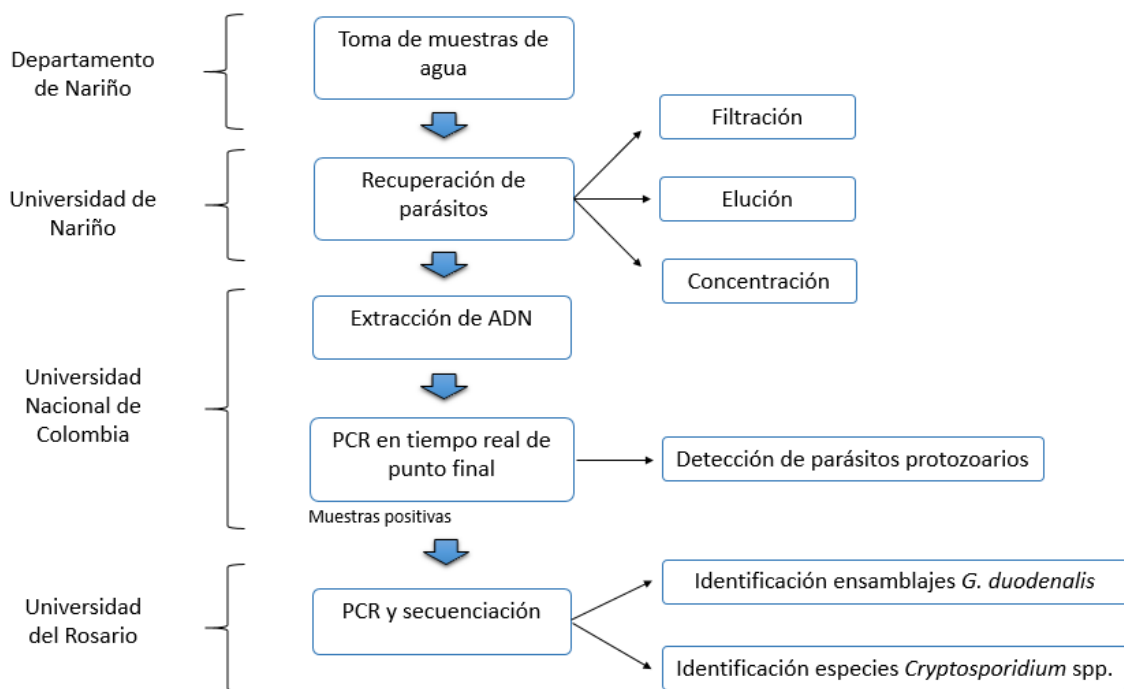 Departamento
de Nariño
Toma de muestras de
agua
Filtración
Universidad de
Nariño
Recuperación de
parásitos
Elución
Concentración
Universidad
Nacional de
Colombia
Extracción de ADN
PCR en tiempo real de
punto final
Detección de parásitos protozoarios
Muestras positivas
Universidad
del Rosario
PCR y secuenciación
Identificación ensamblajes G. duodenalis
Identificación especies Cryptosporidium spp.